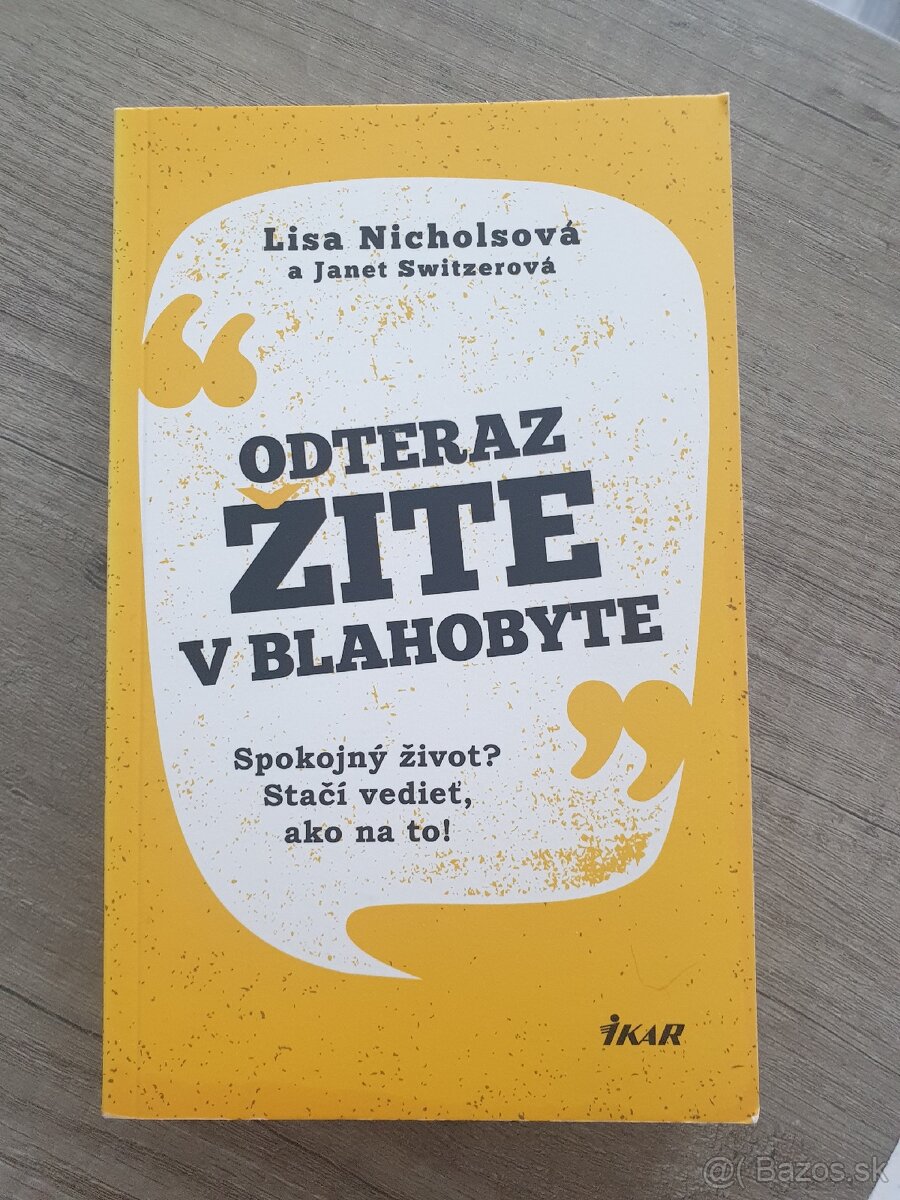 Lisa Nicholsová
a Janet Switzerová
ODTERAZ
ŽITE
V BLAHOBYTE
Spokojný život?
Stačí vedieť,
ako na to!
IKAR
@( Bazos.sk